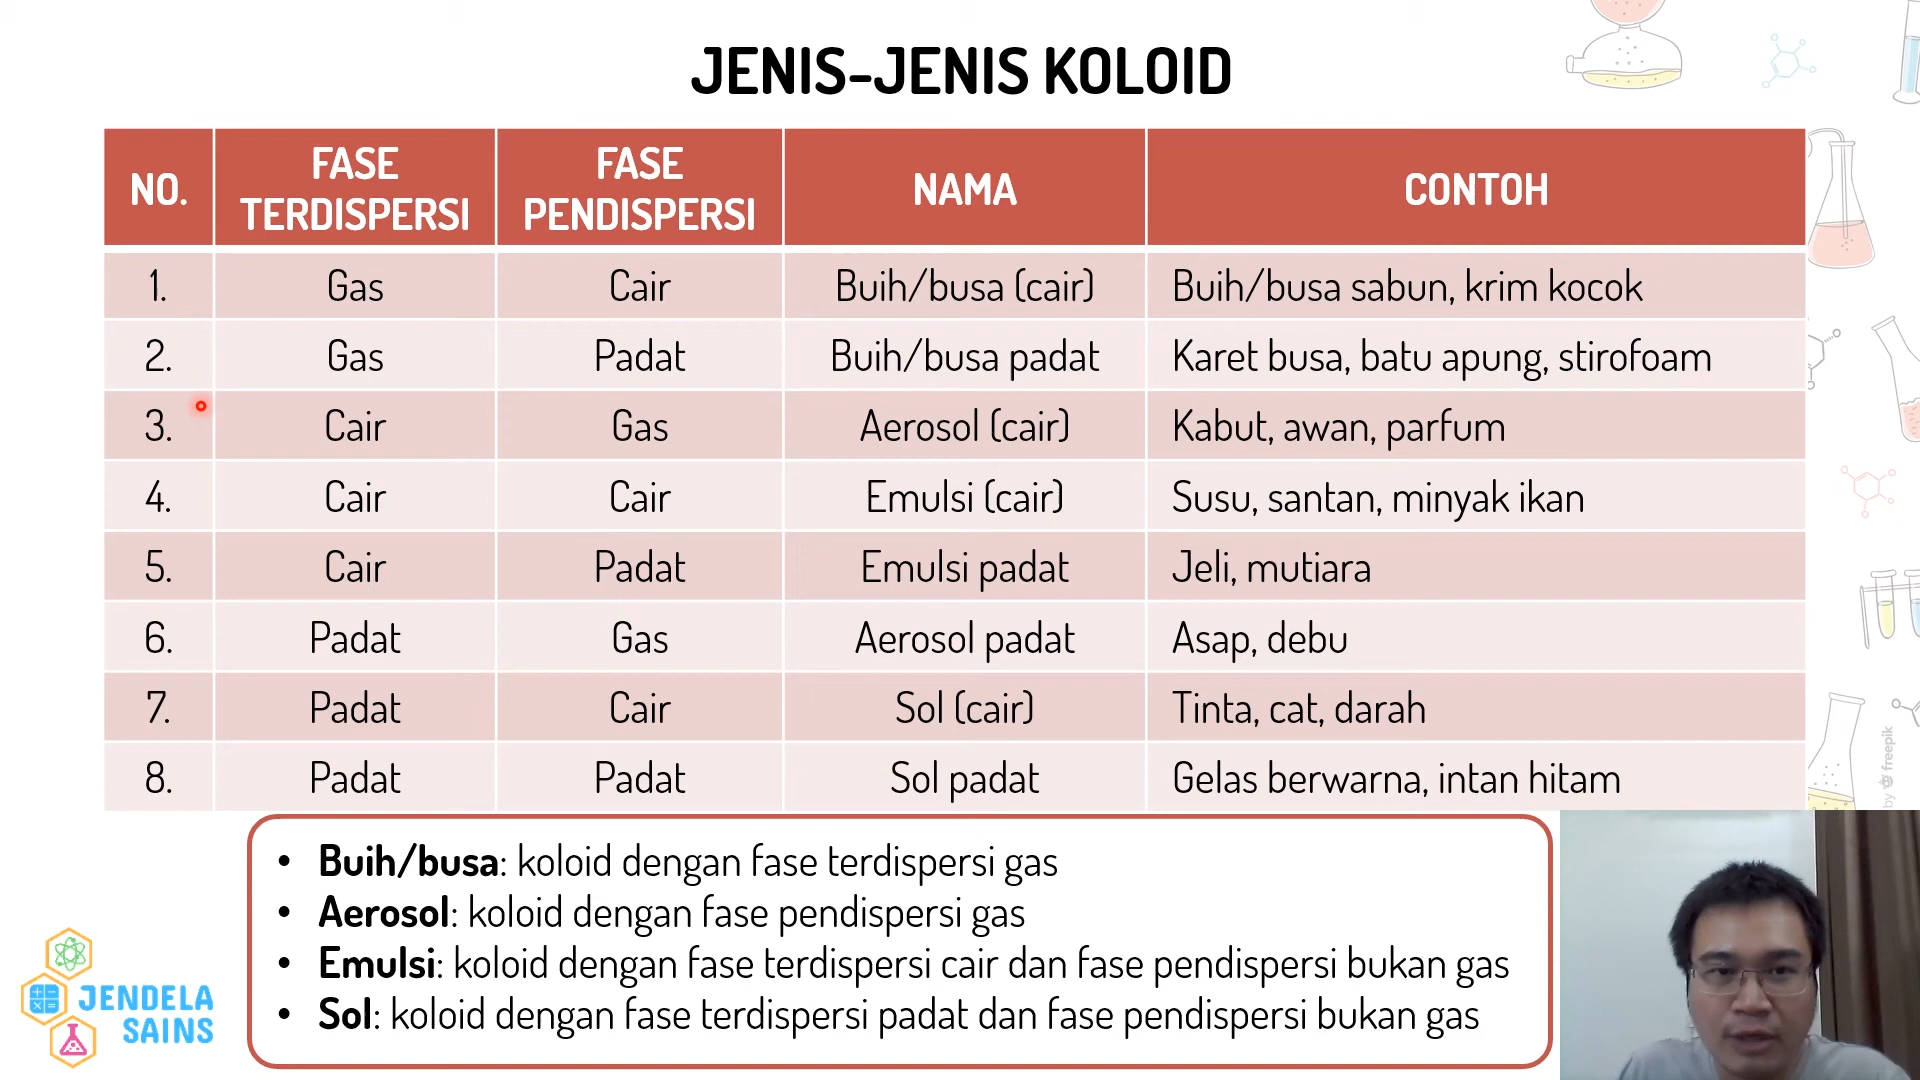 JENIS-JENIS KOLOID
NO.
FASE
TERDISPERSI
FASE
PENDISPERSI
NAMA
CONTOH
1. Gas Cair Buih/busa (cair) Buih/busa sabun, krim kocok
2. Gas Padat Buih/busa padat Karet busa, batu apung, stirofoam
3. Cair Gas Aerosol (cair) Kabut, awan, parfum
4. Cair Cair Emulsi (cair) Susu, santan, minyak ikan
5. Cair Padat Emulsi padat Jeli, mutiara
6. Padat Gas Aerosol padat Asap, debu
7. Padat Cair Sol (cair) Tinta, cat, darah
8. Padat Padat Sol padat Gelas berwarna, intan hitam
• Buih/busa: koloid dengan fase terdispersi gas
• Aerosol: koloid dengan fase pendispersi gas
• Emulsi: koloid dengan fase terdispersi cair dan fase pendispersi bukan gas
• Sol: koloid dengan fase terdispersi padat dan fase pendispersi bukan gas
JENDELA
SAINS
by freepik